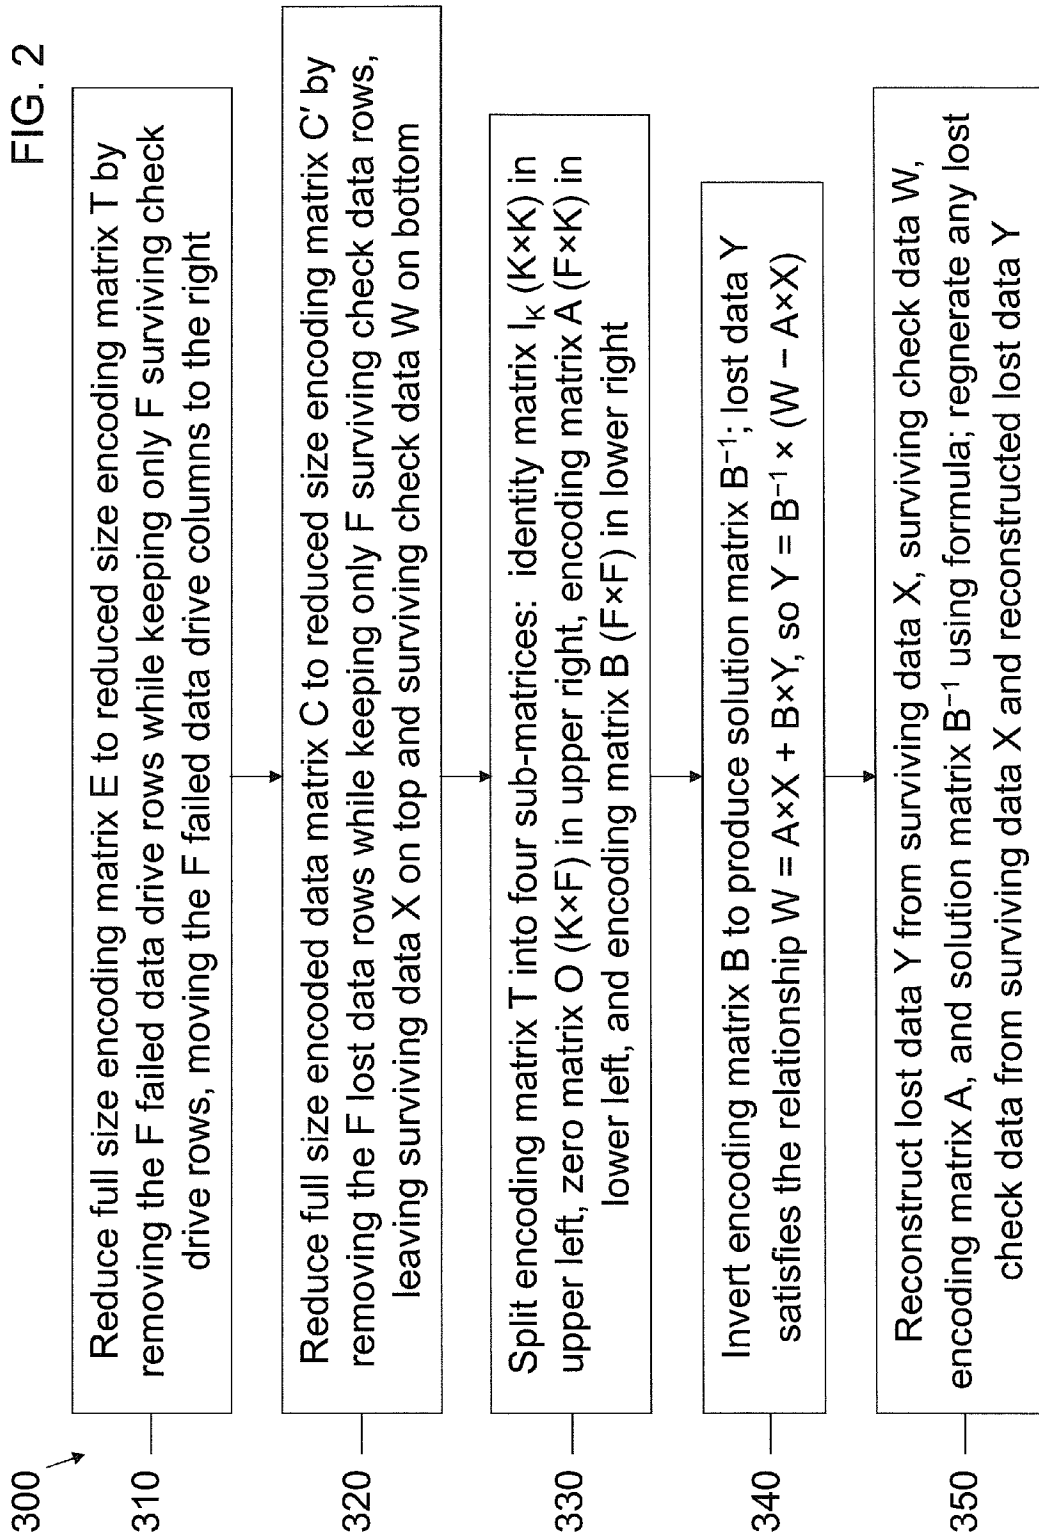 FIG. 2
300
310
Reduce full size encoding matrix E to reduced size encoding matrix T by
removing the F failed data drive rows while keeping only F surviving check
drive rows, moving the F failed data drive columns to the right
320
Reduce full size encoded data matrix C to reduced size encoding matrix C′ by
removing the F lost data rows while keeping only F surviving check data rows,
leaving surviving data X on top and surviving check data W on bottom
330
Split encoding matrix T into four sub-matrices: identity matrix I_K (K×K) in
upper left, zero matrix O (K×F) in upper right, encoding matrix A (F×K) in
lower left, and encoding matrix B (F×F) in lower right
340
Invert encoding matrix B to produce solution matrix B⁻¹; lost data Y
satisfies the relationship W = A×X + B×Y, so Y = B⁻¹ × (W – A×X)
350
Reconstruct lost data Y from surviving data X, surviving check data W,
encoding matrix A, and solution matrix B⁻¹ using formula; regnerate any lost
check data from surviving data X and reconstructed lost data Y